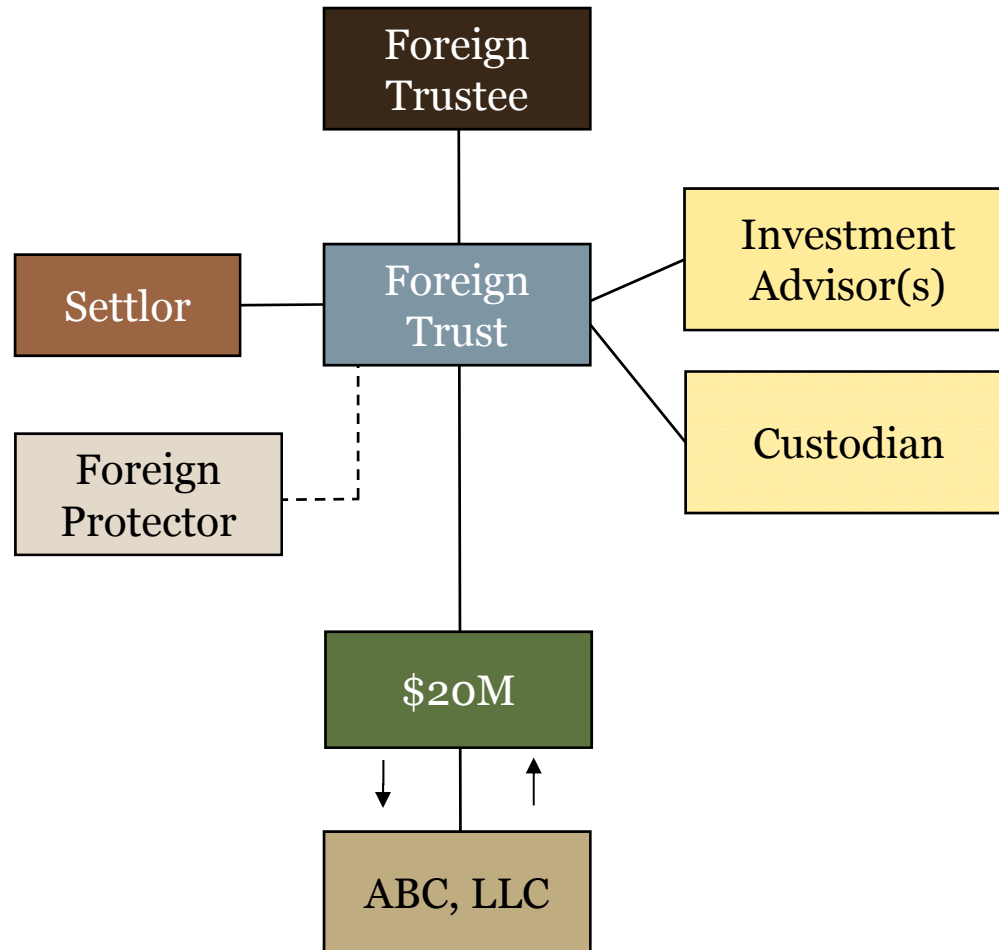 Foreign
Trustee
Settlor
Foreign
Trust
Investment
Advisor(s)
Custodian
Foreign
Protector
$20M
ABC, LLC